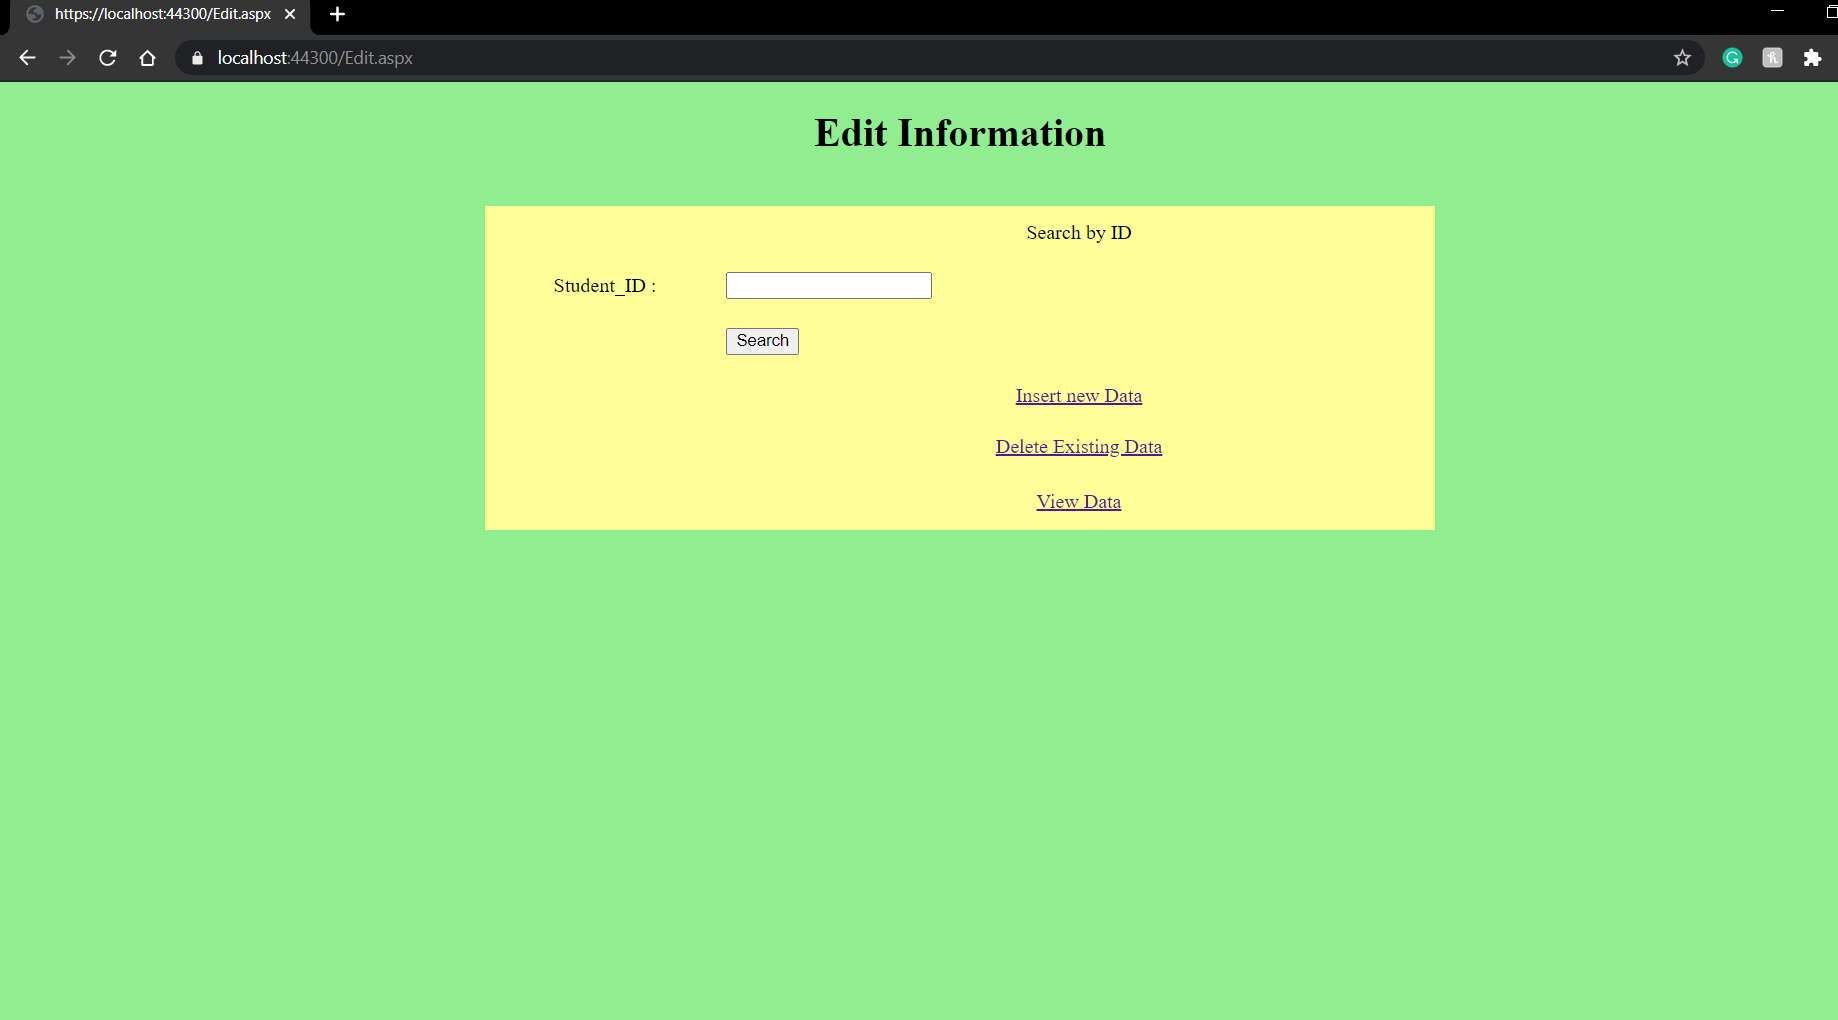 https://localhost:44300/Edit.aspx
localhost:44300/Edit.aspx
Edit Information
Search by ID
Student_ID :
Search
Insert new Data
Delete Existing Data
View Data